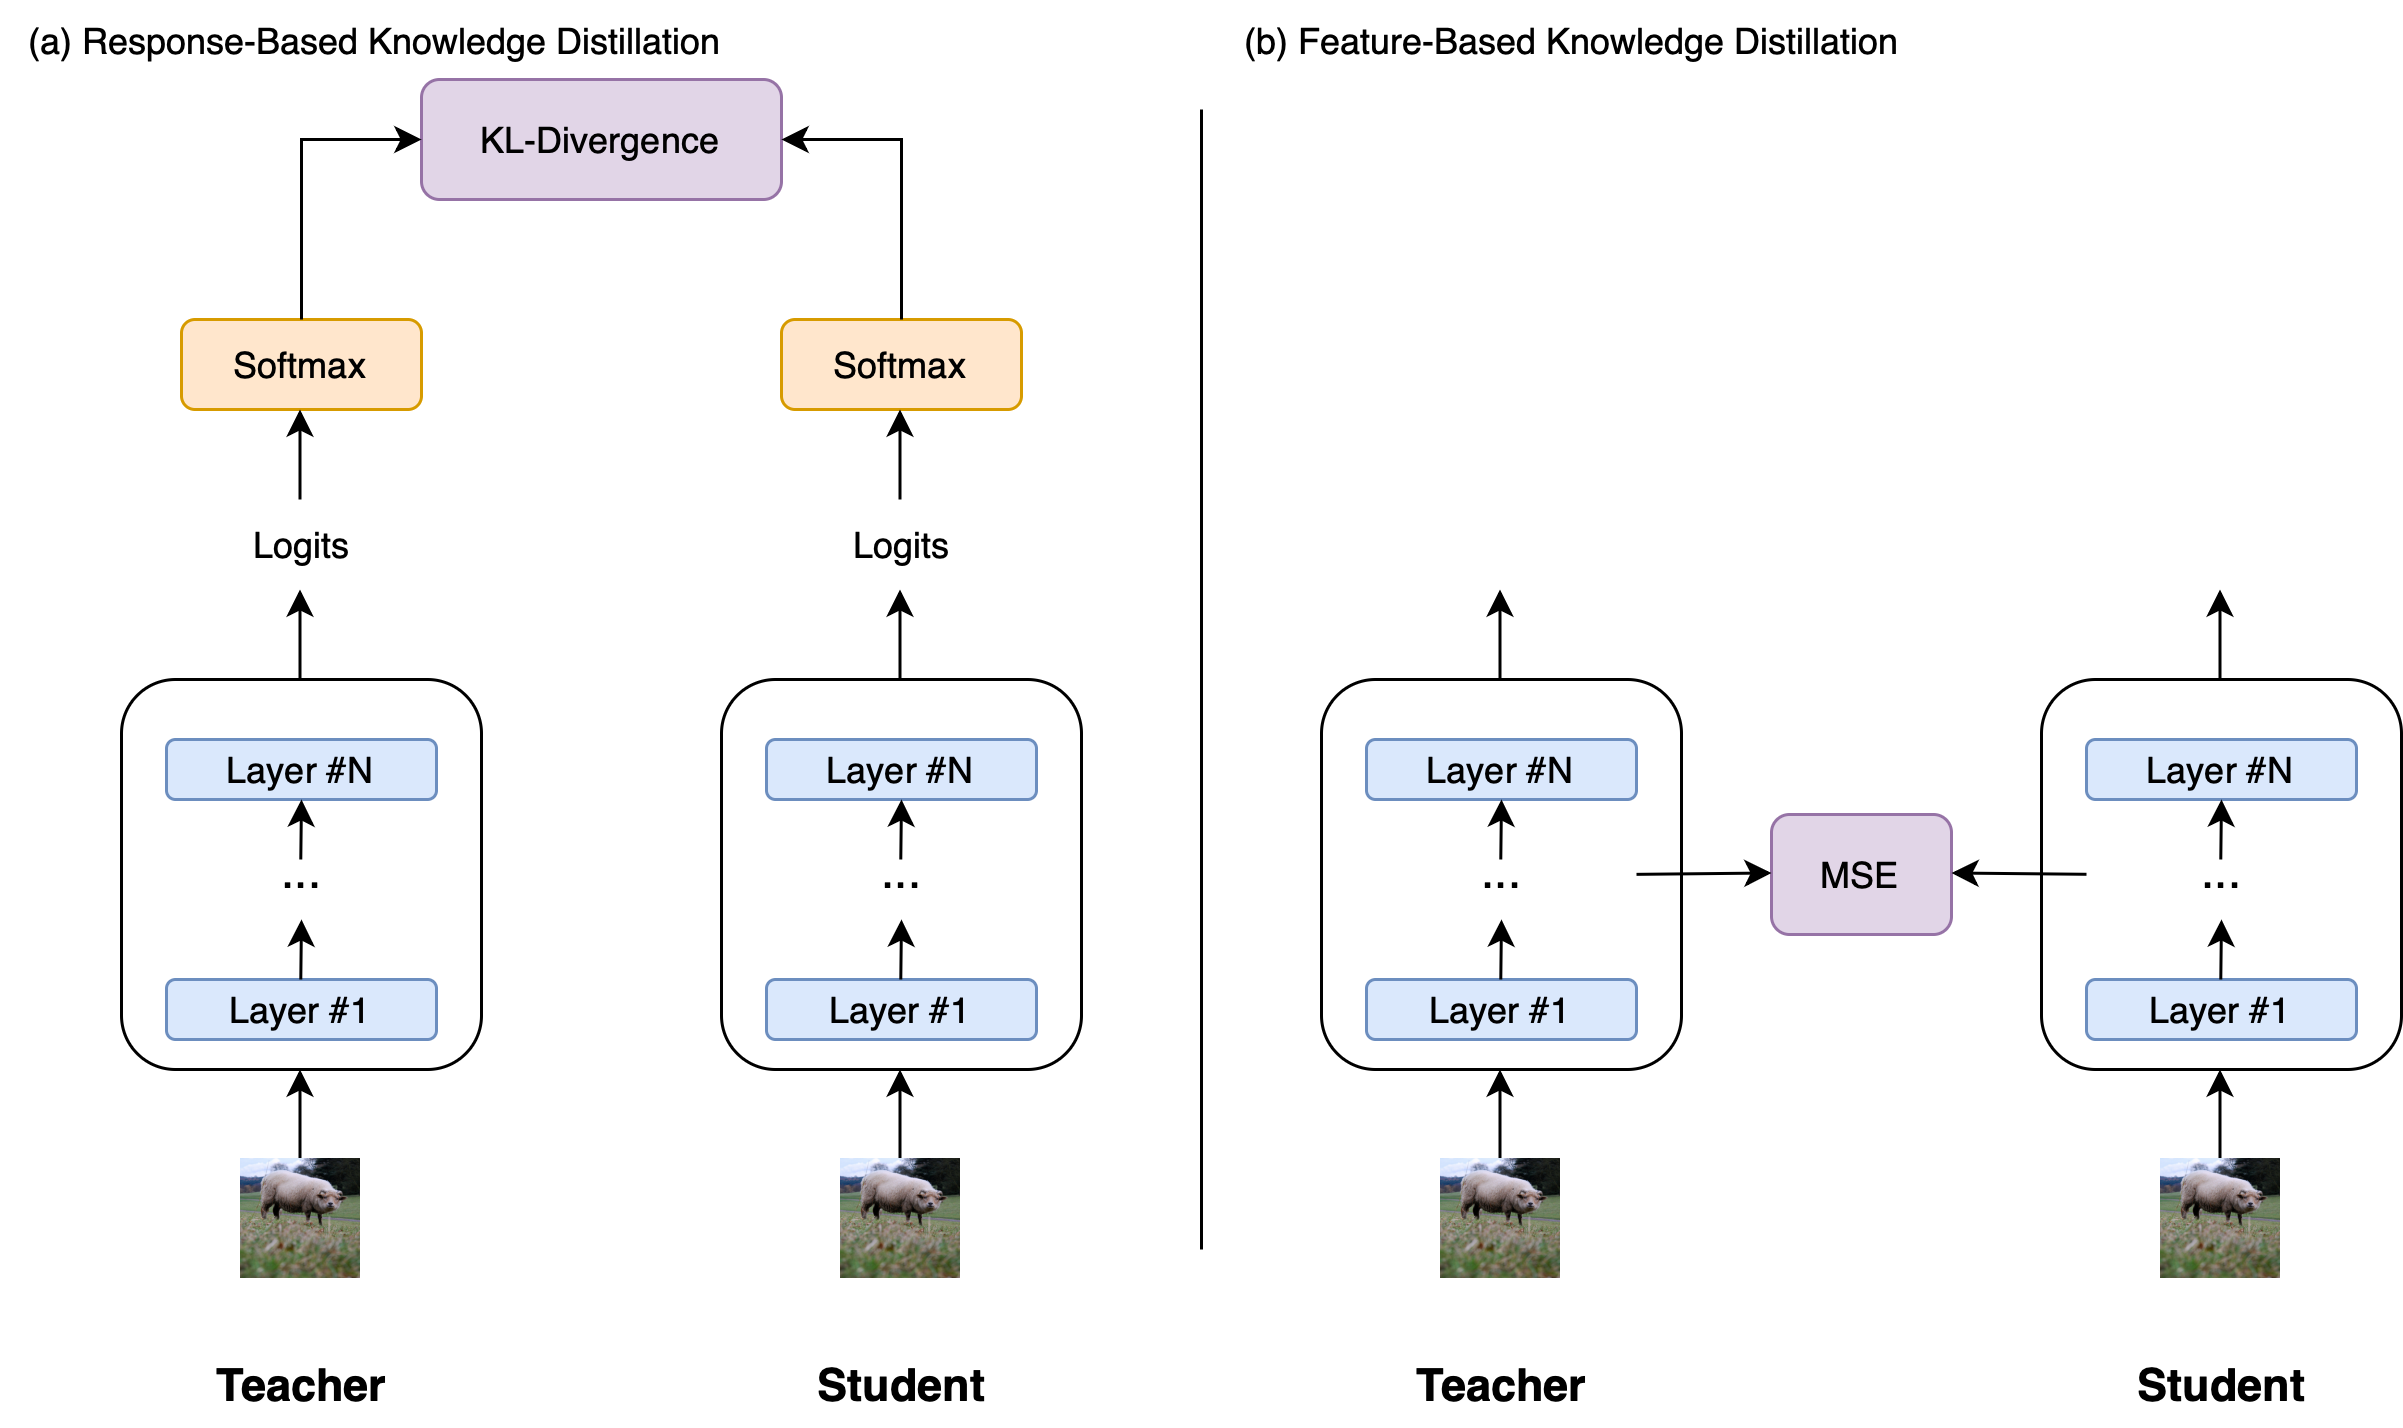 (a) Response-Based Knowledge Distillation
KL-Divergence
Softmax
Softmax
Logits
Logits
Layer #N
Layer #N
...
...
Layer #1
Layer #1
Teacher
Student
(b) Feature-Based Knowledge Distillation
Layer #N
Layer #N
...
MSE
...
Layer #1
Layer #1
Teacher
Student